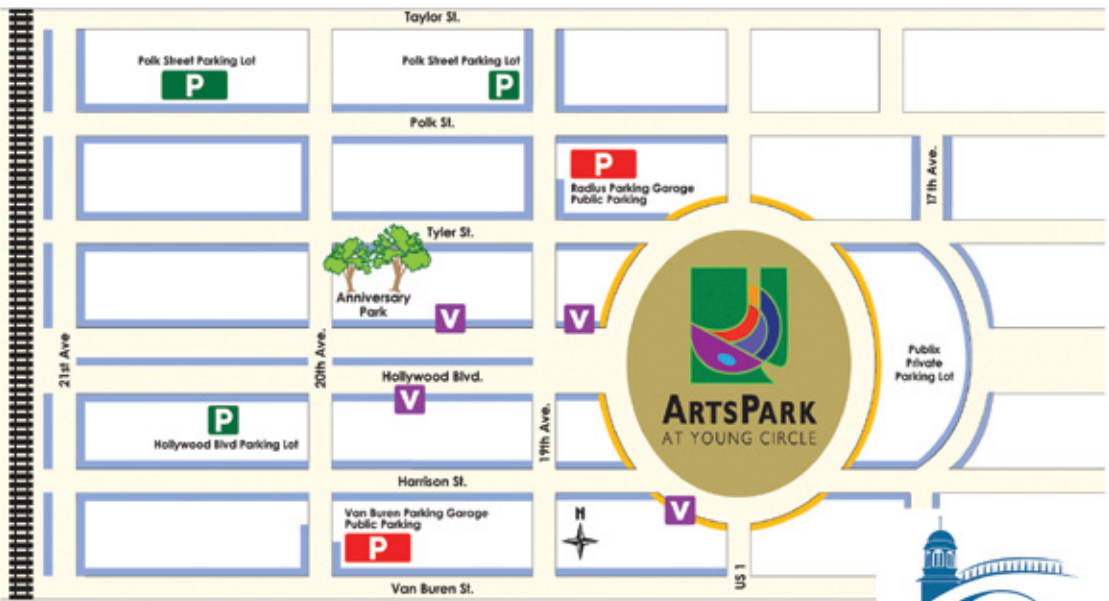 Taylor St.
Polk Street Parking Lot
P
Polk Street Parking Lot
P
Polk St.
P
Radius Parking Garage
Public Parking
17th Ave.
Tyler St.
Anniversary
Park
V
V
21st Ave
20th Ave.
Hollywood Blvd.
V
Publix
Private
Parking Lot
ARTSPARK
AT YOUNG CIRCLE
P
Hollywood Blvd Parking Lot
19th Ave.
Harrison St.
Van Buren Parking Garage
Public Parking
P
N
V
US 1
Van Buren St.